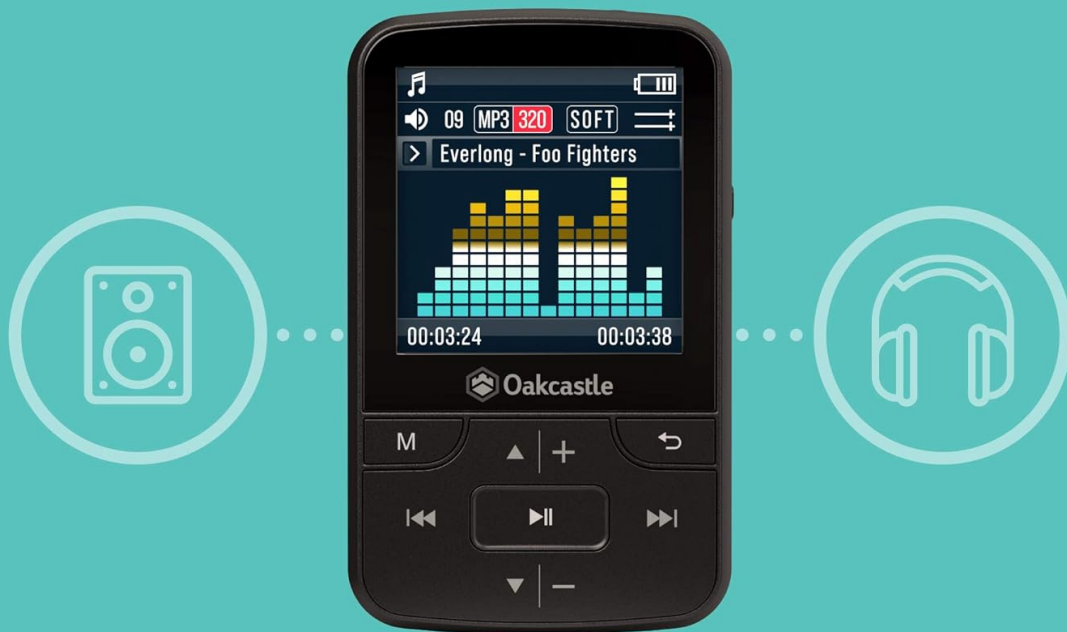 09 MP3 320 SOFT
> Everlong - Foo Fighters
00:03:24 00:03:38
Oakcastle
M
+
−